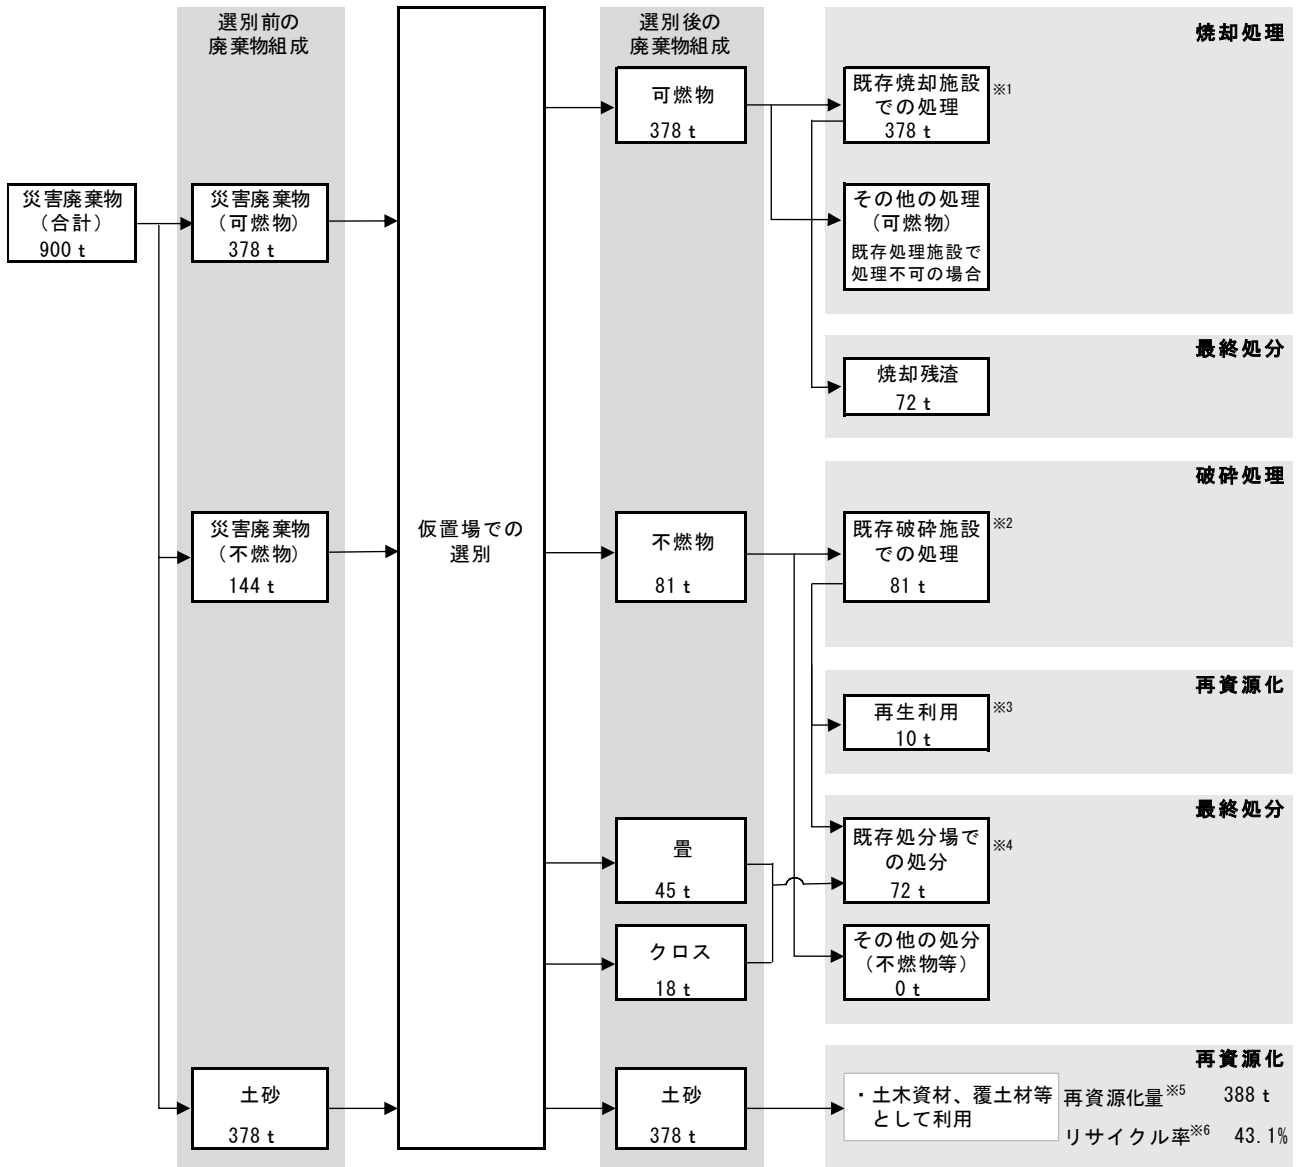 選別前の
廃棄物組成
選別後の
廃棄物組成
焼却処理
可燃物
378 t
既存焼却施設
での処理
378 t
※1
災害廃棄物
（合計）
900 t
災害廃棄物
（可燃物）
378 t
その他の処理
（可燃物）
既存処理施設で
処理不可の場合
最終処分
焼却残渣
72 t
破砕処理
災害廃棄物
（不燃物）
144 t
仮置場での
選別
不燃物
81 t
既存破砕施設
での処理
81 t
※2
再資源化
再生利用
10 t
※3
最終処分
畳
45 t
既存処分場で
の処分
72 t
※4
クロス
18 t
その他の処分
（不燃物等）
0 t
再資源化
土砂
378 t
土砂
378 t
・土木資材、覆土材等
として利用
再資源化量※5 388 t
リサイクル率※6 43.1%